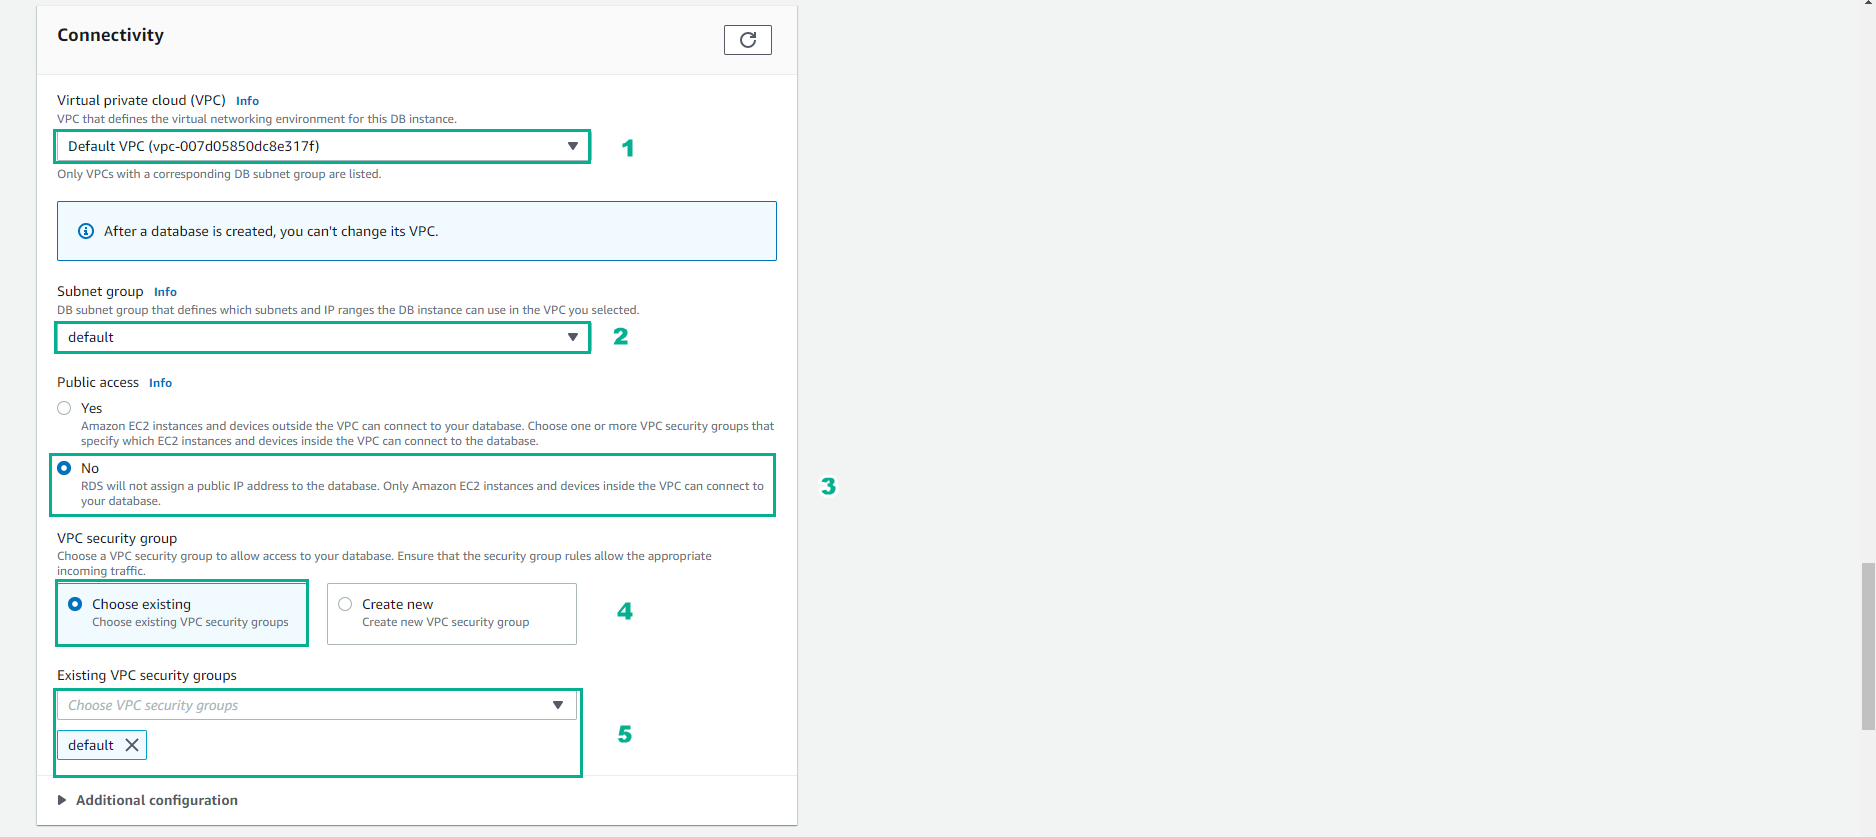 Connectivity
Virtual private cloud (VPC) Info
VPC that defines the virtual networking environment for this DB instance.
Default VPC (vpc-007d05850dc8e317f)
1
Only VPCs with a corresponding DB subnet group are listed.
After a database is created, you can't change its VPC.
Subnet group Info
DB subnet group that defines which subnets and IP ranges the DB instance can use in the VPC you selected.
default
2
Public access Info
Yes
Amazon EC2 instances and devices outside the VPC can connect to your database. Choose one or more VPC security groups that
specify which EC2 instances and devices inside the VPC can connect to the database.
No
RDS will not assign a public IP address to the database. Only Amazon EC2 instances and devices inside the VPC can connect to
your database.
3
VPC security group
Choose a VPC security group to allow access to your database. Ensure that the security group rules allow the appropriate
incoming traffic.
Choose existing
Choose existing VPC security groups
Create new
Create new VPC security group
4
Existing VPC security groups
Choose VPC security groups
default
5
Additional configuration